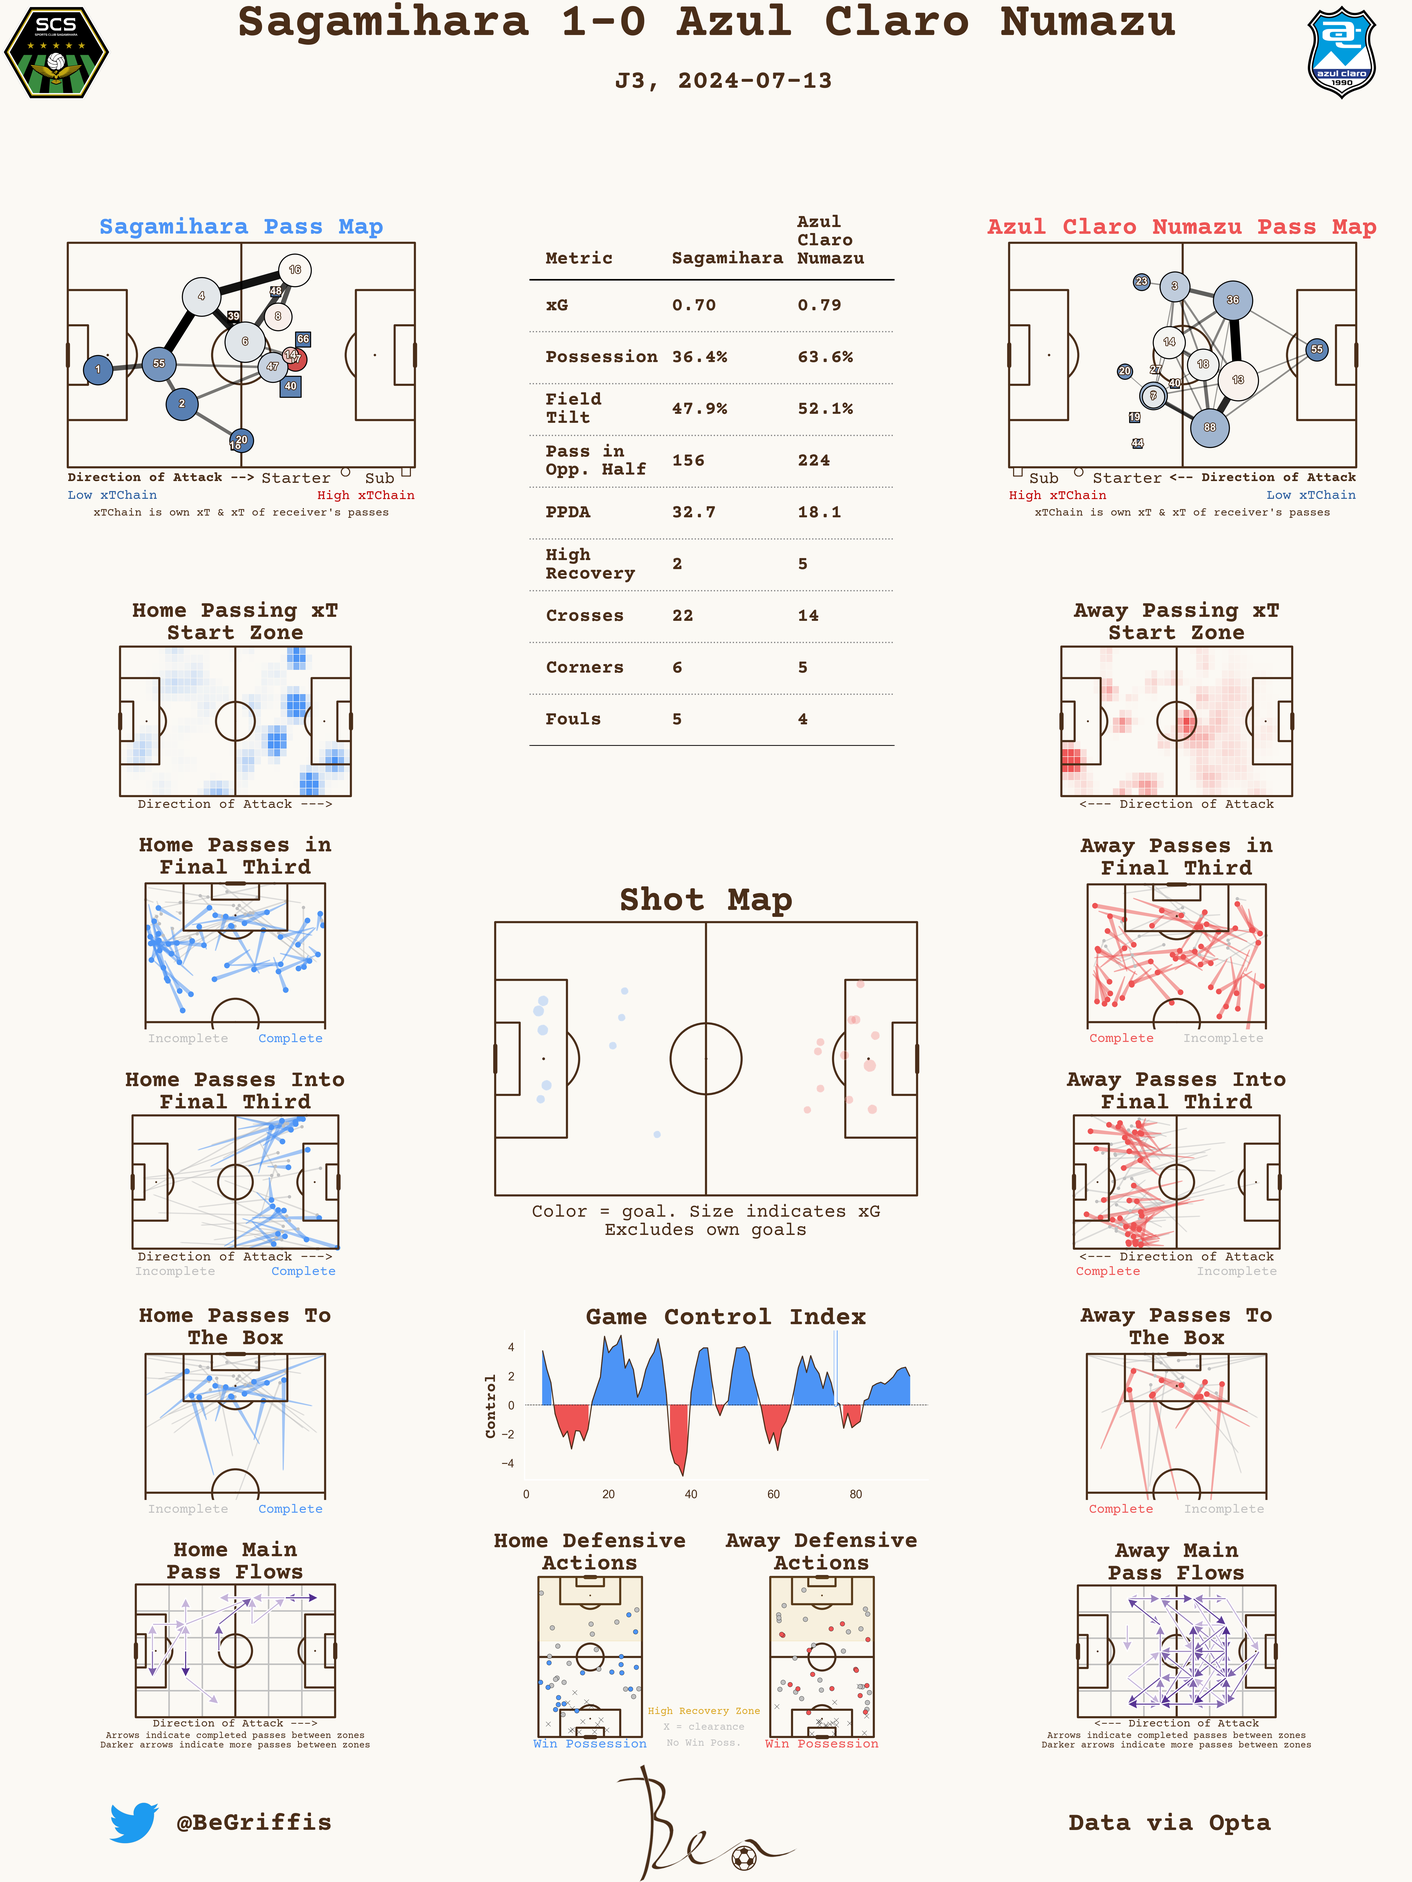 Sagamihara 1-0 Azul Claro Numazu
J3, 2024-07-13
SCS
SPORTS CLUB SAGAMIHARA
azul claro
1990
Sagamihara Pass Map
16
48
4
39
8
6
66
14
55
47
1
40
2
20
18
Direction of Attack --> Starter Sub
Low xTChain High xTChain
xTChain is own xT & xT of receiver's passes
Metric Sagamihara Azul Claro Numazu
xG 0.70 0.79
Possession 36.4% 63.6%
Field Tilt 47.9% 52.1%
Pass in Opp. Half 156 224
PPDA 32.7 18.1
High Recovery 2 5
Crosses 22 14
Corners 6 5
Fouls 5 4
Azul Claro Numazu Pass Map
23
3
36
14
55
18
20
27
40
13
19
88
44
Sub Starter <-- Direction of Attack
High xTChain Low xTChain
xTChain is own xT & xT of receiver's passes
Home Passing xT
Start Zone
Direction of Attack --->
Away Passing xT
Start Zone
<--- Direction of Attack
Home Passes in
Final Third
Incomplete Complete
Away Passes in
Final Third
Complete Incomplete
Shot Map
Color = goal. Size indicates xG
Excludes own goals
Home Passes Into
Final Third
Direction of Attack --->
Incomplete Complete
Away Passes Into
Final Third
<--- Direction of Attack
Complete Incomplete
Home Passes To
The Box
Incomplete Complete
Game Control Index
Control
4
2
0
−2
−4
0 20 40 60 80
Away Passes To
The Box
Complete Incomplete
Home Main
Pass Flows
Direction of Attack --->
Arrows indicate completed passes between zones
Darker arrows indicate more passes between zones
Home Defensive
Actions
Win Possession
Away Defensive
Actions
Win Possession
High Recovery Zone
X = clearance
No Win Poss.
Away Main
Pass Flows
<--- Direction of Attack
Arrows indicate completed passes between zones
Darker arrows indicate more passes between zones
@BeGriffis
Ben
Data via Opta